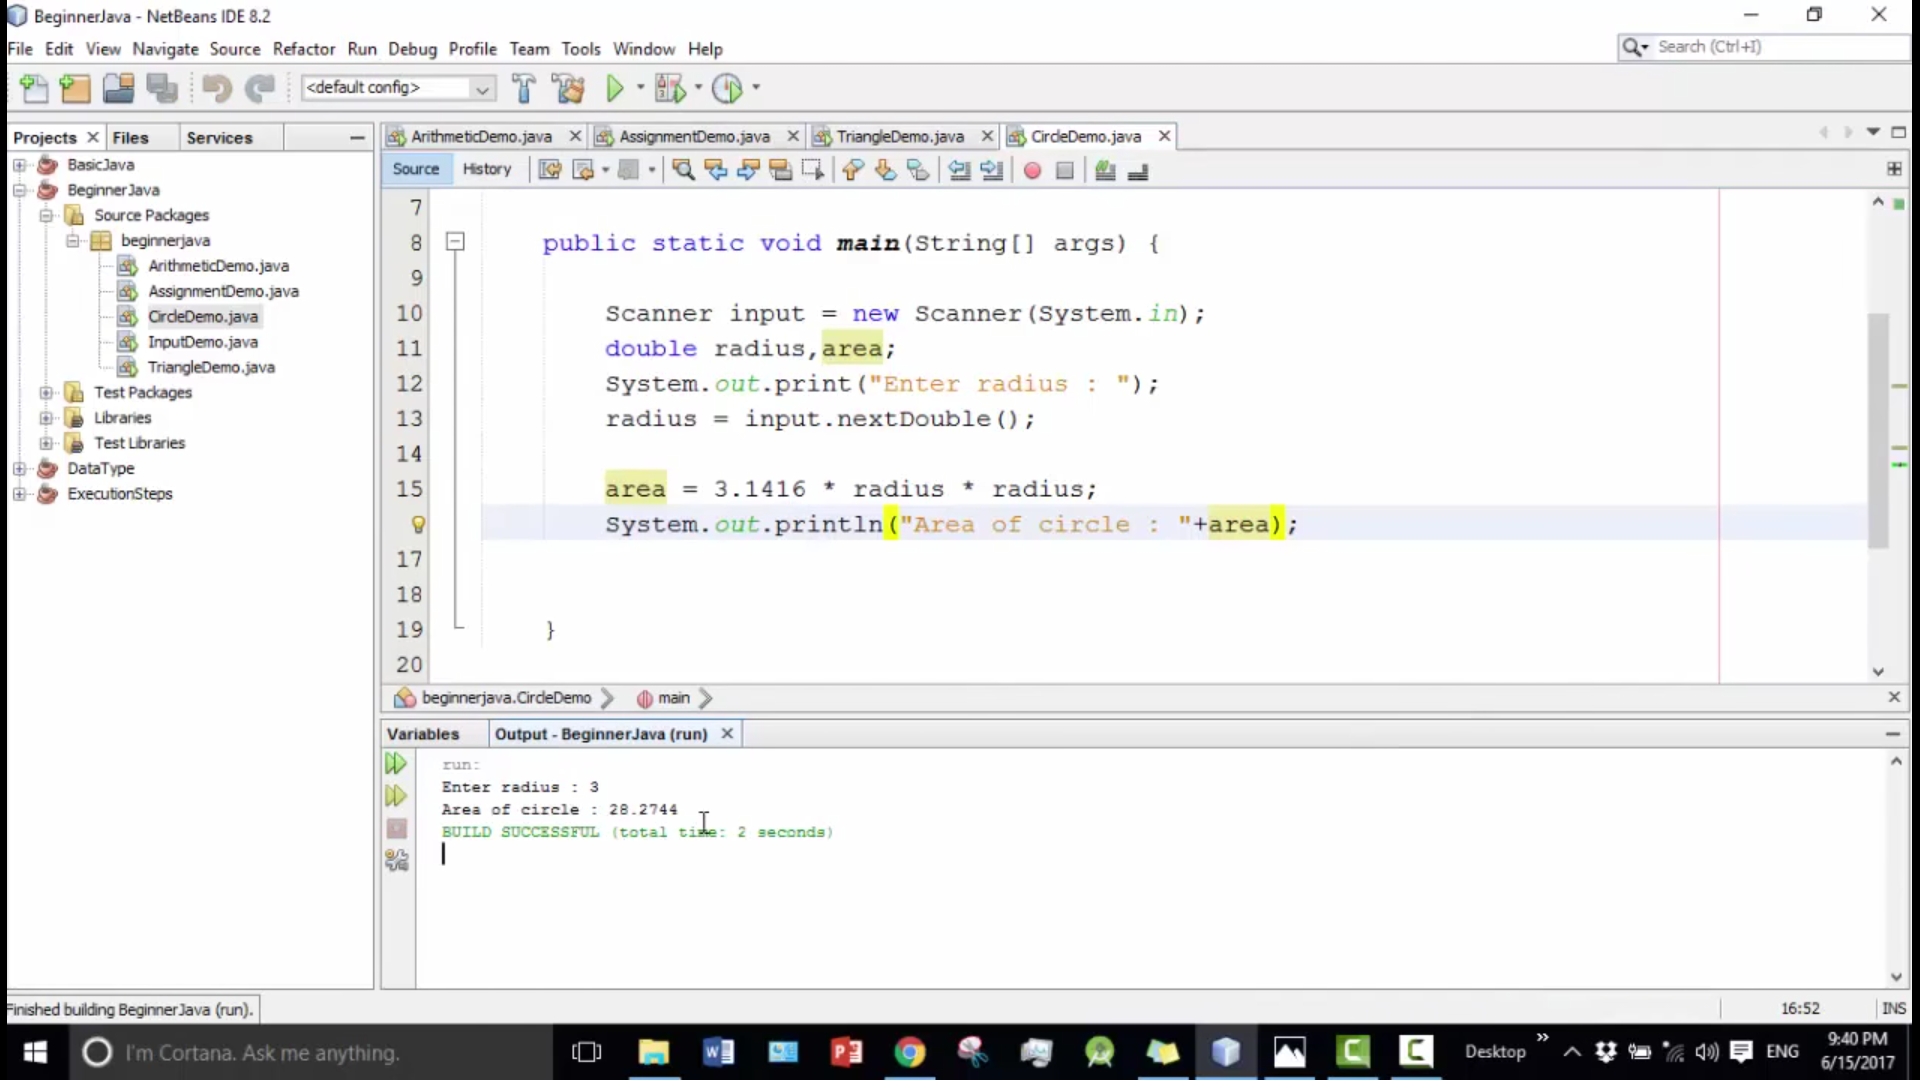 BeginnerJava - NetBeans IDE 8.2
File Edit View Navigate Source Refactor Run Debug Profile Team Tools Window Help
Search (Ctrl+I)
<default config>
Projects Files Services
ArithmeticDemo.java AssignmentDemo.java TriangleDemo.java CircleDemo.java
Source History
BasicJava
BeginnerJava
Source Packages
beginnerjava
ArithmeticDemo.java
AssignmentDemo.java
CircleDemo.java
InputDemo.java
TriangleDemo.java
Test Packages
Libraries
Test Libraries
DataType
ExecutionSteps
7
8 public static void main(String[] args) {
9
10 Scanner input = new Scanner(System.in);
11 double radius,area;
12 System.out.print("Enter radius : ");
13 radius = input.nextDouble();
14
15 area = 3.1416 * radius * radius;
System.out.println("Area of circle : "+area);
17
18
19 }
20
beginnerjava.CircleDemo main
Variables Output - BeginnerJava (run)
run:
Enter radius : 3
Area of circle : 28.2744
BUILD SUCCESSFUL (total time: 2 seconds)
Finished building BeginnerJava (run).
16:52 INS
I'm Cortana. Ask me anything.
Desktop
ENG
9:40 PM
6/15/2017